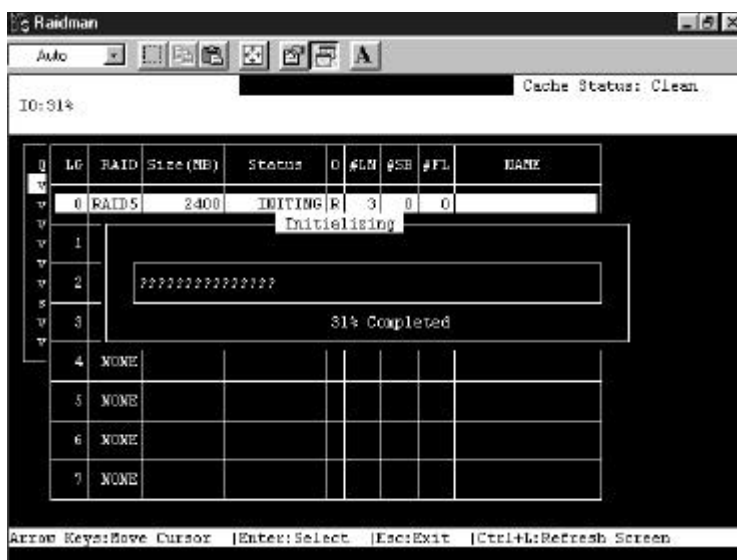 Raidman
Auto
A
Cache Status: Clean
I0:31%
Q LG RAID Size(MB) Status O #LN #SB #FL NAME
v
v 0 RAID5 2400 INITING R 3 0 0
v Initializing
v 1
v
v 2 ???????????????
s
v 3 31% Completed
v
4 NONE
5 NONE
6 NONE
7 NONE
Arrow Keys:Move Cursor |Enter:Select |Esc:Exit |Ctrl+L:Refresh Screen